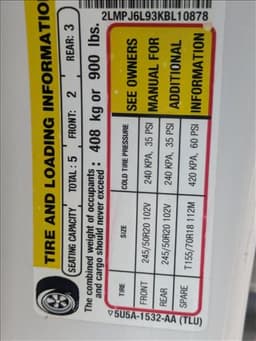 2LMPJ6L93KBL10878
TIRE AND LOADING INFORMATION
SEATING CAPACITY TOTAL: 5 FRONT: 2 REAR: 3
The combined weight of occupants and cargo should never exceed: 408 kg or 900 lbs.
TIRE SIZE COLD TIRE PRESSURE
FRONT 245/50R20 102V 240 KPA, 35 PSI
REAR 245/50R20 102V 240 KPA, 35 PSI
SPARE T155/70R18 112M 420 KPA, 60 PSI
SEE OWNERS
MANUAL FOR
ADDITIONAL
INFORMATION
▽5U5A-1532-AA (TLU)